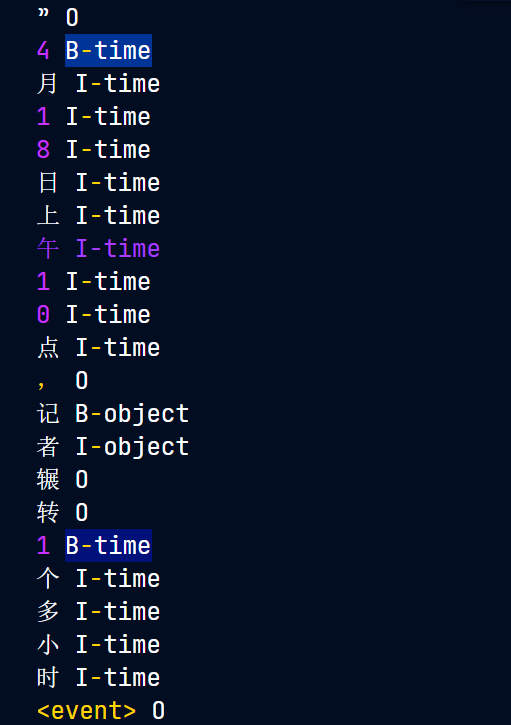 ” O
4 B-time
月 I-time
1 I-time
8 I-time
日 I-time
上 I-time
午 I-time
1 I-time
0 I-time
点 I-time
， O
记 B-object
者 I-object
辗 O
转 O
1 B-time
个 I-time
多 I-time
小 I-time
时 I-time
<event> O